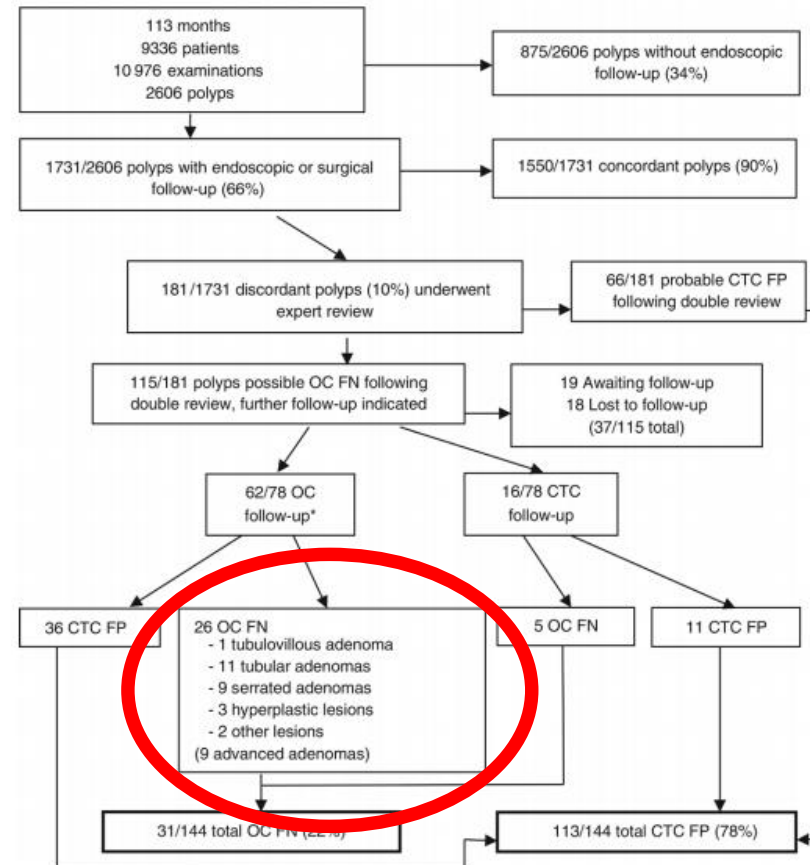 113 months
9336 patients
10 976 examinations
2606 polyps
875/2606 polyps without endoscopic
follow-up (34%)
1731/2606 polyps with endoscopic or surgical
follow-up (66%)
1550/1731 concordant polyps (90%)
181/1731 discordant polyps (10%) underwent
expert review
66/181 probable CTC FP
following double review
115/181 polyps possible OC FN following
double review, further follow-up indicated
19 Awaiting follow-up
18 Lost to follow-up
(37/115 total)
62/78 OC
follow-up*
16/78 CTC
follow-up
36 CTC FP
26 OC FN
- 1 tubulovillous adenoma
- 11 tubular adenomas
- 9 serrated adenomas
- 3 hyperplastic lesions
- 2 other lesions
(9 advanced adenomas)
5 OC FN
11 CTC FP
31/144 total OC FN (22%)
113/144 total CTC FP (78%)